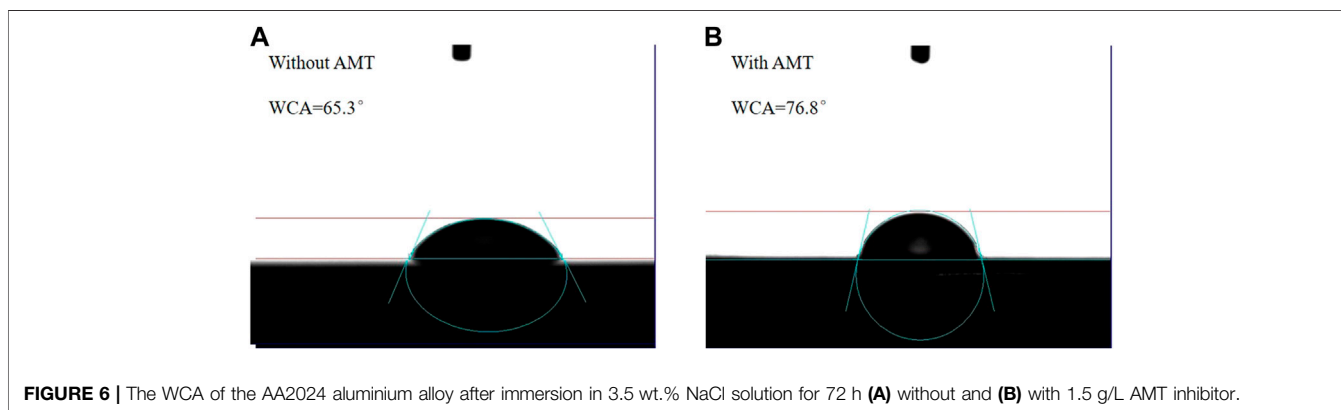 A
Without AMT
WCA=65.3°
B
With AMT
WCA=76.8°
FIGURE 6 | The WCA of the AA2024 aluminium alloy after immersion in 3.5 wt.% NaCl solution for 72 h (A) without and (B) with 1.5 g/L AMT inhibitor.